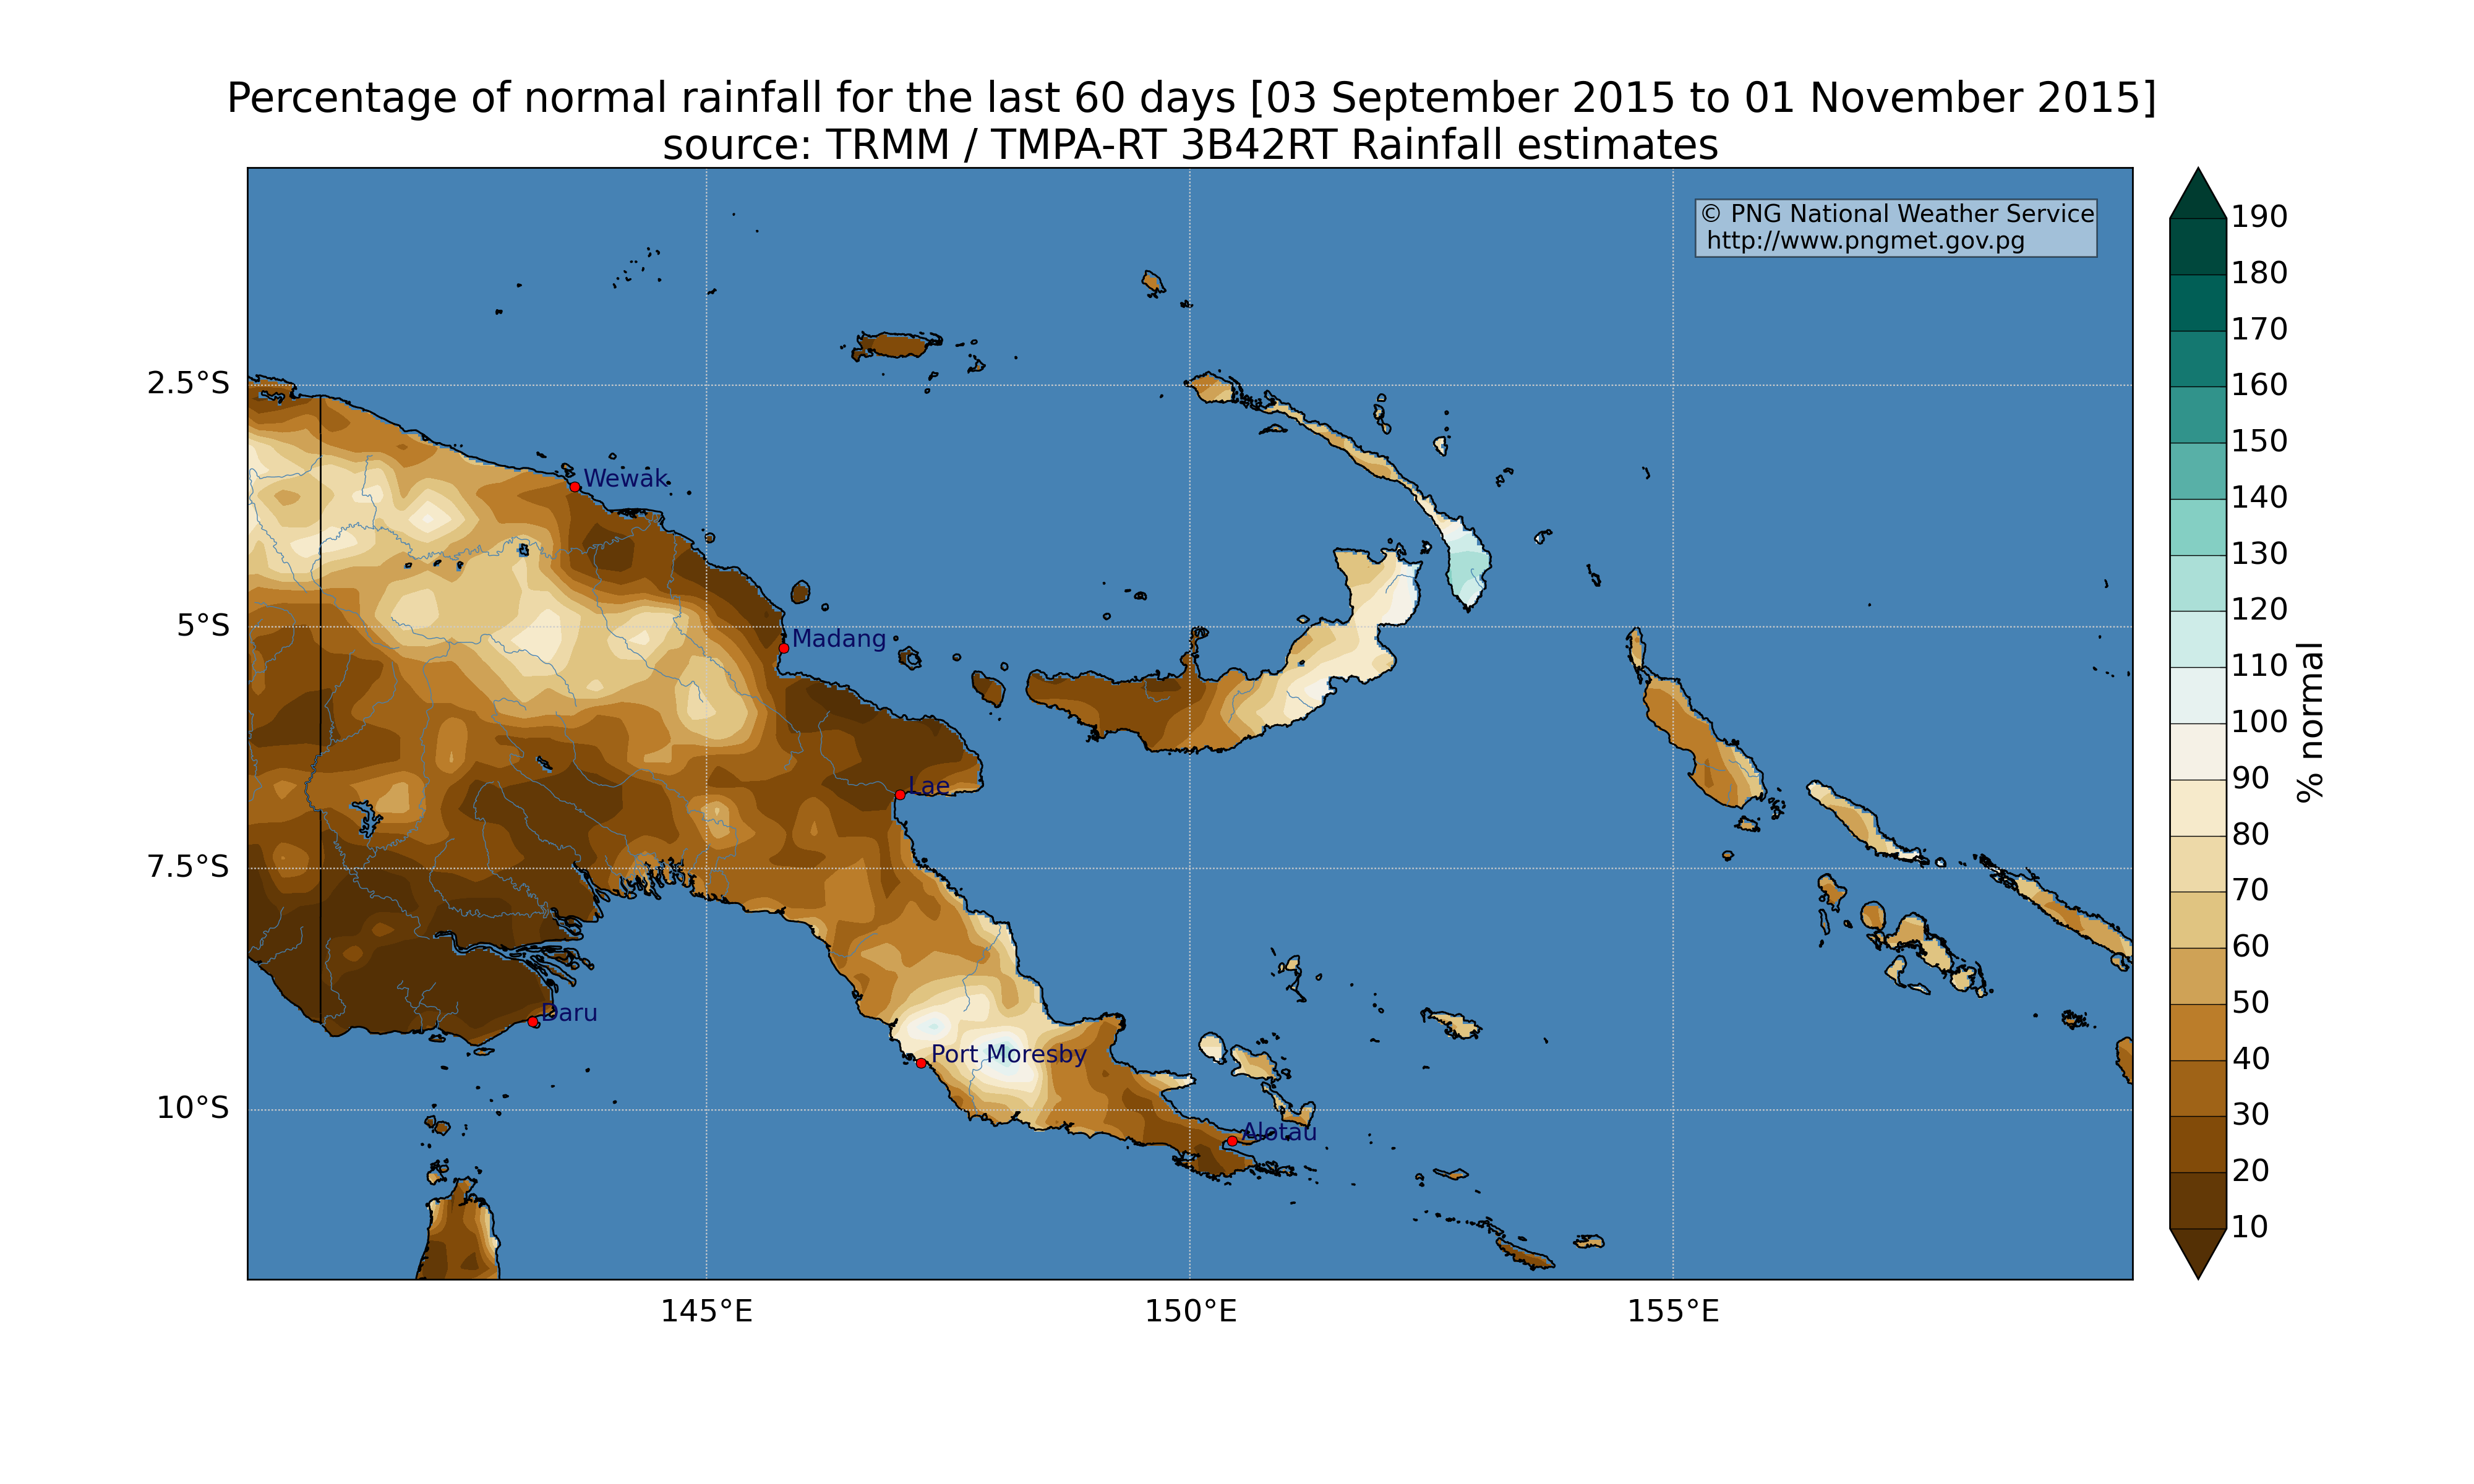 Percentage of normal rainfall for the last 60 days [03 September 2015 to 01 November 2015]
source: TRMM / TMPA-RT 3B42RT Rainfall estimates
© PNG National Weather Service
http://www.pngmet.gov.pg
190
180
170
160
150
140
130
120
110
100
90
80
70
60
50
40
30
20
10
% normal
2.5°S
5°S
7.5°S
10°S
Wewak
Madang
Lae
Daru
Port Moresby
Alotau
145°E
150°E
155°E